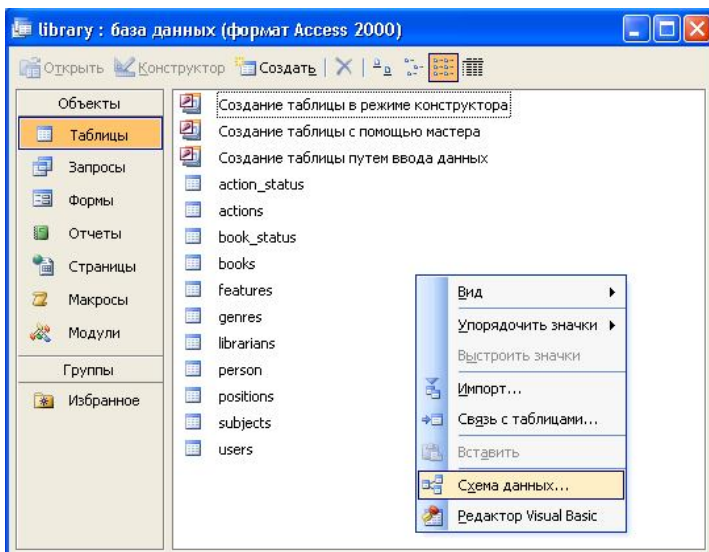 library : база данных (формат Access 2000)
Открыть Конструктор Создать
Объекты
Таблицы
Запросы
Формы
Отчеты
Страницы
Макросы
Модули
Группы
Избранное
Создание таблицы в режиме конструктора
Создание таблицы с помощью мастера
Создание таблицы путем ввода данных
action_status
actions
book_status
books
features
genres
librarians
person
positions
subjects
users
Вид
Упорядочить значки
Выстроить значки
Импорт...
Связь с таблицами...
Вставить
Схема данных...
Редактор Visual Basic